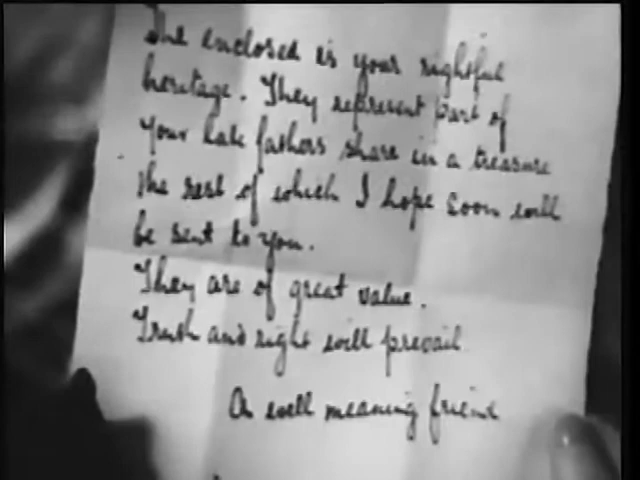 The enclosed is your rightful
heritage. They represent part of
your late fathers share in a treasure
the rest of which I hope soon will
be sent to you.
They are of great value.
Truth and right will prevail
A well meaning friend